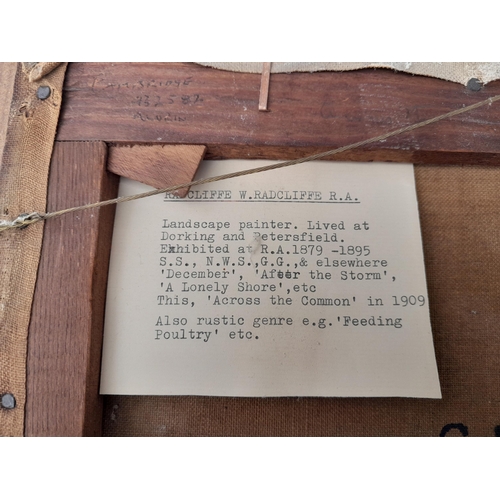 RADCLIFFE W.RADCLIFFE R.A.
Landscape painter. Lived at
Dorking and Petersfield.
Exhibited at R.A.1879 -1895
S.S., N.W.S.,G.G.,& elsewhere
'December', 'After the Storm',
'A Lonely Shore',etc
This, 'Across the Common' in 1909
Also rustic genre e.g.'Feeding
Poultry' etc.